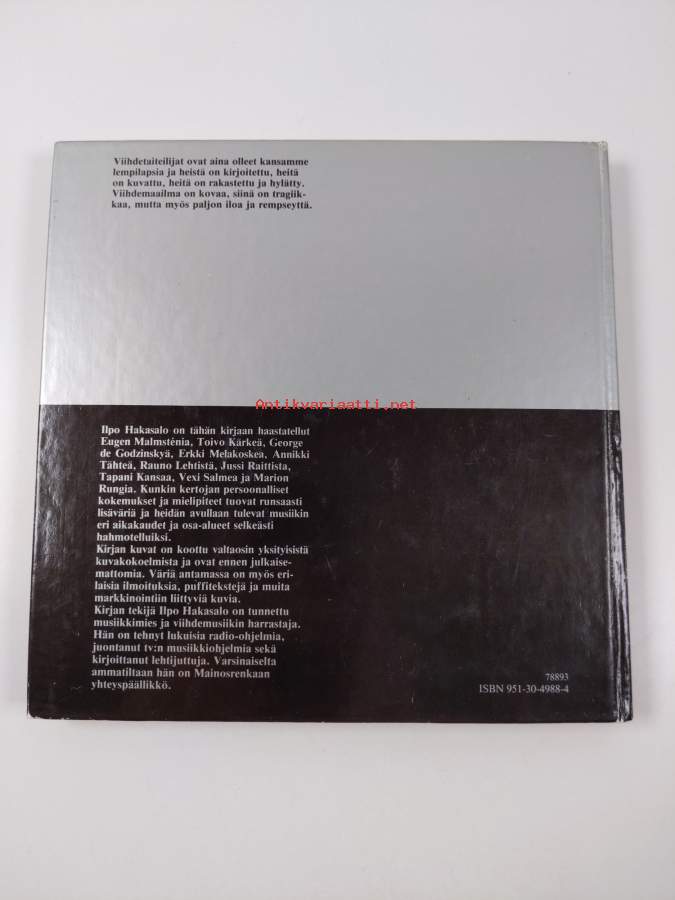 Viihdetaiteilijat ovat aina olleet kansamme
lempilapsia ja heistä on kirjoitettu, heitä
on kuvattu, heitä on rakastettu ja hylätty.
Viihdemaailma on kovaa, siinä on tragiik-
kaa, mutta myös paljon iloa ja rempseyttä.
Antikvariaatti.net
Ilpo Hakasalo on tähän kirjaan haastatellut
Eugen Malmsténia, Toivo Kärkeä, George
de Godzinskyä, Erkki Melakoskea, Annikki
Tähteä, Rauno Lehtistä, Jussi Raittista,
Tapani Kansaa, Vexi Salmea ja Marion
Rungia. Kunkin kertojan persoonalliset
kokemukset ja mielipiteet tuovat runsaasti
lisäväriä ja heidän avullaan tulevat musiikin
eri aikakaudet ja osa-alueet selkeästi
hahmotelluiksi.
Kirjan kuvat on koottu valtaosin yksityisistä
kuvakokoelmista ja ovat ennen julkaise-
mattomia. Väriä antamassa on myös eri-
laisia ilmoituksia, puffitekstejä ja muita
markkinointiin liittyviä kuvia.
Kirjan tekijä Ilpo Hakasalo on tunnettu
musiikkimies ja viihdemusiikin harrastaja.
Hän on tehnyt lukuisia radio-ohjelmia,
juontanut tv:n musiikkiohjelmia sekä
kirjoittanut lehtijuttuja. Varsinaiselta
ammatiltaan hän on Mainosrenkaan
yhteyspäällikkö.
78893
ISBN 951-30-4988-4